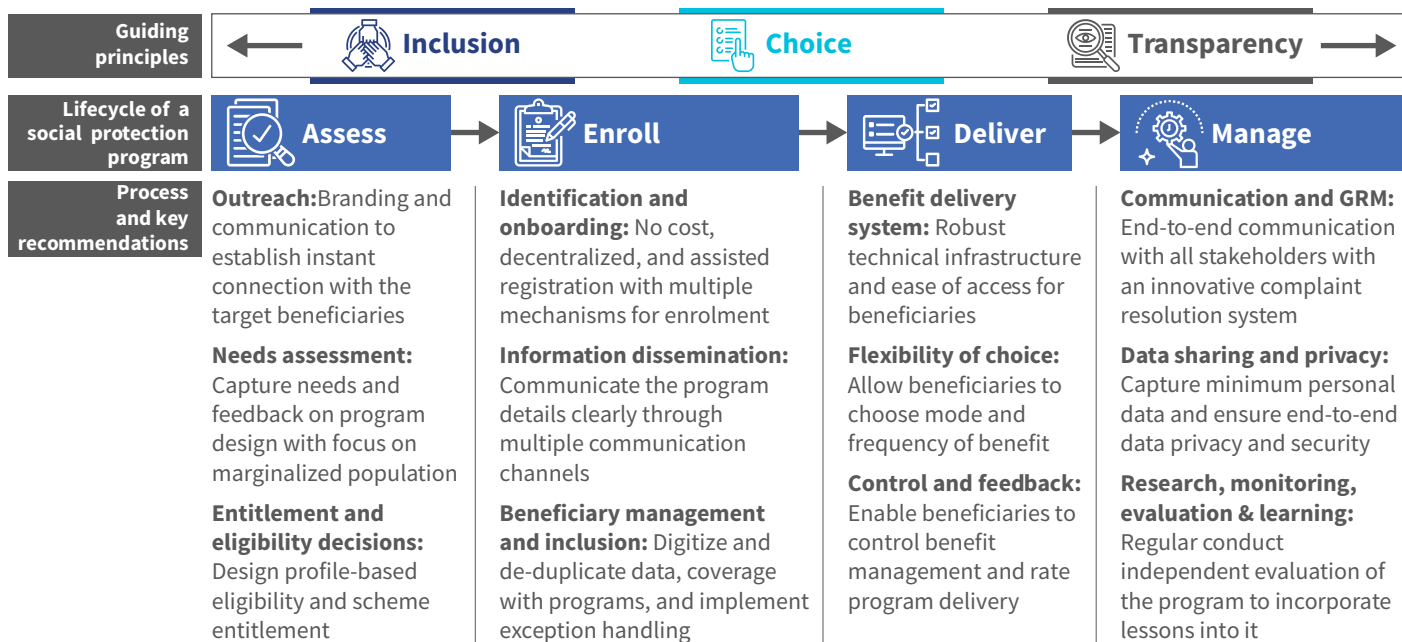 Guiding
principles
Inclusion
Choice
Transparency
Lifecycle of a
social protection
program
Assess
Enroll
Deliver
Manage
Process
and key
recommendations
Outreach:Branding and
communication to
establish instant
connection with the
target beneficiaries
Needs assessment:
Capture needs and
feedback on program
design with focus on
marginalized population
Entitlement and
eligibility decisions:
Design profile-based
eligibility and scheme
entitlement
Identification and
onboarding: No cost,
decentralized, and assisted
registration with multiple
mechanisms for enrolment
Information dissemination:
Communicate the program
details clearly through
multiple communication
channels
Beneficiary management
and inclusion: Digitize and
de-duplicate data, coverage
with programs, and implement
exception handling
Benefit delivery
system: Robust
technical infrastructure
and ease of access for
beneficiaries
Flexibility of choice:
Allow beneficiaries to
choose mode and
frequency of benefit
Control and feedback:
Enable beneficiaries to
control benefit
management and rate
program delivery
Communication and GRM:
End-to-end communication
with all stakeholders with
an innovative complaint
resolution system
Data sharing and privacy:
Capture minimum personal
data and ensure end-to-end
data privacy and security
Research, monitoring,
evaluation & learning:
Regular conduct
independent evaluation of
the program to incorporate
lessons into it